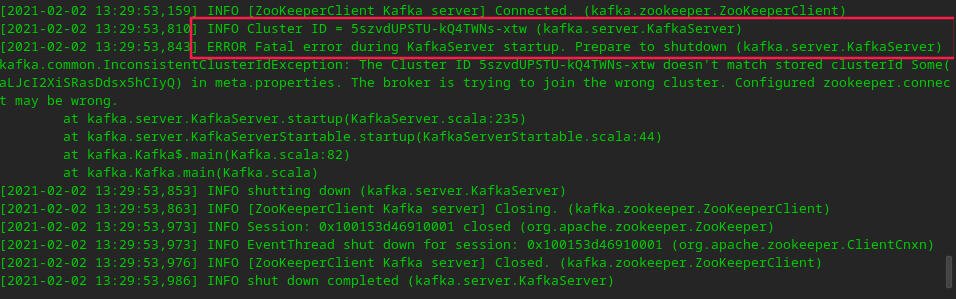 [2021-02-02 13:29:53,159] INFO [ZooKeeperClient Kafka server] Connected. (kafka.zookeeper.ZooKeeperClient)
[2021-02-02 13:29:53,810] INFO Cluster ID = 5szvdUPSTU-kQ4TWNs-xtw (kafka.server.KafkaServer)
[2021-02-02 13:29:53,843] ERROR Fatal error during KafkaServer startup. Prepare to shutdown (kafka.server.KafkaServer)
kafka.common.InconsistentClusterIdException: The Cluster ID 5szvdUPSTU-kQ4TWNs-xtw doesn't match stored clusterId Some(
aLJcI2XiSRasDdsx5hCIyQ) in meta.properties. The broker is trying to join the wrong cluster. Configured zookeeper.connec
t may be wrong.
at kafka.server.KafkaServer.startup(KafkaServer.scala:235)
at kafka.server.KafkaServerStartable.startup(KafkaServerStartable.scala:44)
at kafka.Kafka$.main(Kafka.scala:82)
at kafka.Kafka.main(Kafka.scala)
[2021-02-02 13:29:53,853] INFO shutting down (kafka.server.KafkaServer)
[2021-02-02 13:29:53,863] INFO [ZooKeeperClient Kafka server] Closing. (kafka.zookeeper.ZooKeeperClient)
[2021-02-02 13:29:53,973] INFO Session: 0x100153d46910001 closed (org.apache.zookeeper.ZooKeeper)
[2021-02-02 13:29:53,973] INFO EventThread shut down for session: 0x100153d46910001 (org.apache.zookeeper.ClientCnxn)
[2021-02-02 13:29:53,976] INFO [ZooKeeperClient Kafka server] Closed. (kafka.zookeeper.ZooKeeperClient)
[2021-02-02 13:29:53,986] INFO shut down completed (kafka.server.KafkaServer)